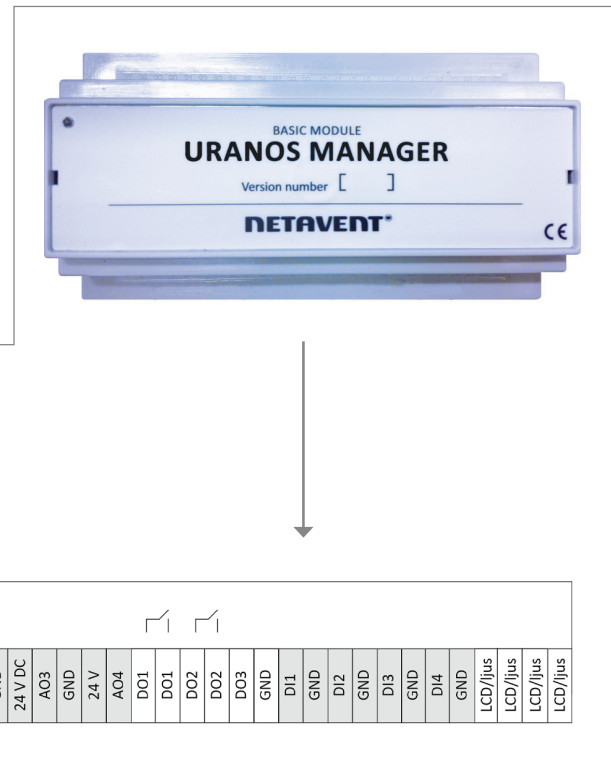 BASIC MODULE
URANOS MANAGER
Version number [ ]
NETAVENT®
CE
GND
24 V DC
AO3
GND
24 V
AO4
DO1
DO1
DO2
DO2
DO3
GND
DI1
GND
DI2
GND
DI3
GND
DI4
GND
LCD/ljus
LCD/ljus
LCD/ljus
LCD/ljus